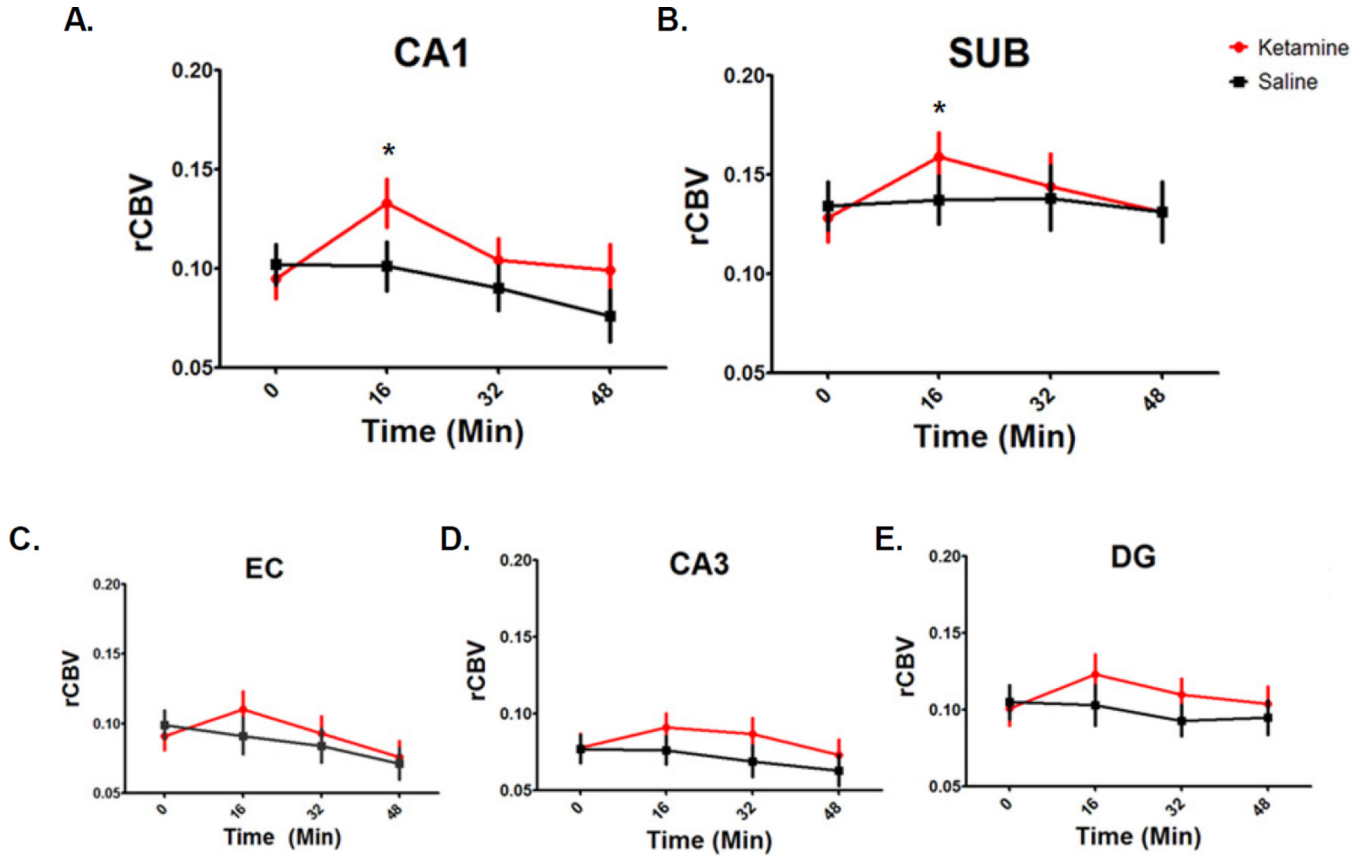 A.
CA1
0.20
0.15
0.10
0.05
rCBV
*
0
16
32
48
Time (Min)
B.
SUB
0.20
0.15
0.10
0.05
rCBV
*
0
16
32
48
Time (Min)
Ketamine
Saline
C.
EC
0.20
0.15
0.10
0.05
rCBV
0
16
32
48
Time (Min)
D.
CA3
0.20
0.15
0.10
0.05
rCBV
0
16
32
48
Time (Min)
E.
DG
0.20
0.15
0.10
0.05
rCBV
0
16
32
48
Time (Min)